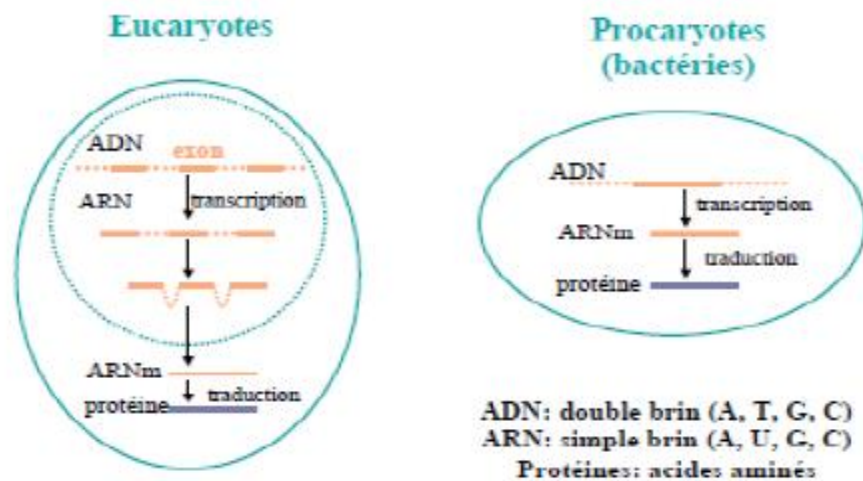 Eucaryotes
ADN
exon
ARN
transcription
ARNm
traduction
protéine
Procaryotes
(bactéries)
ADN
transcription
ARNm
traduction
protéine
ADN: double brin (A, T, G, C)
ARN: simple brin (A, U, G, C)
Protéines: acides aminés